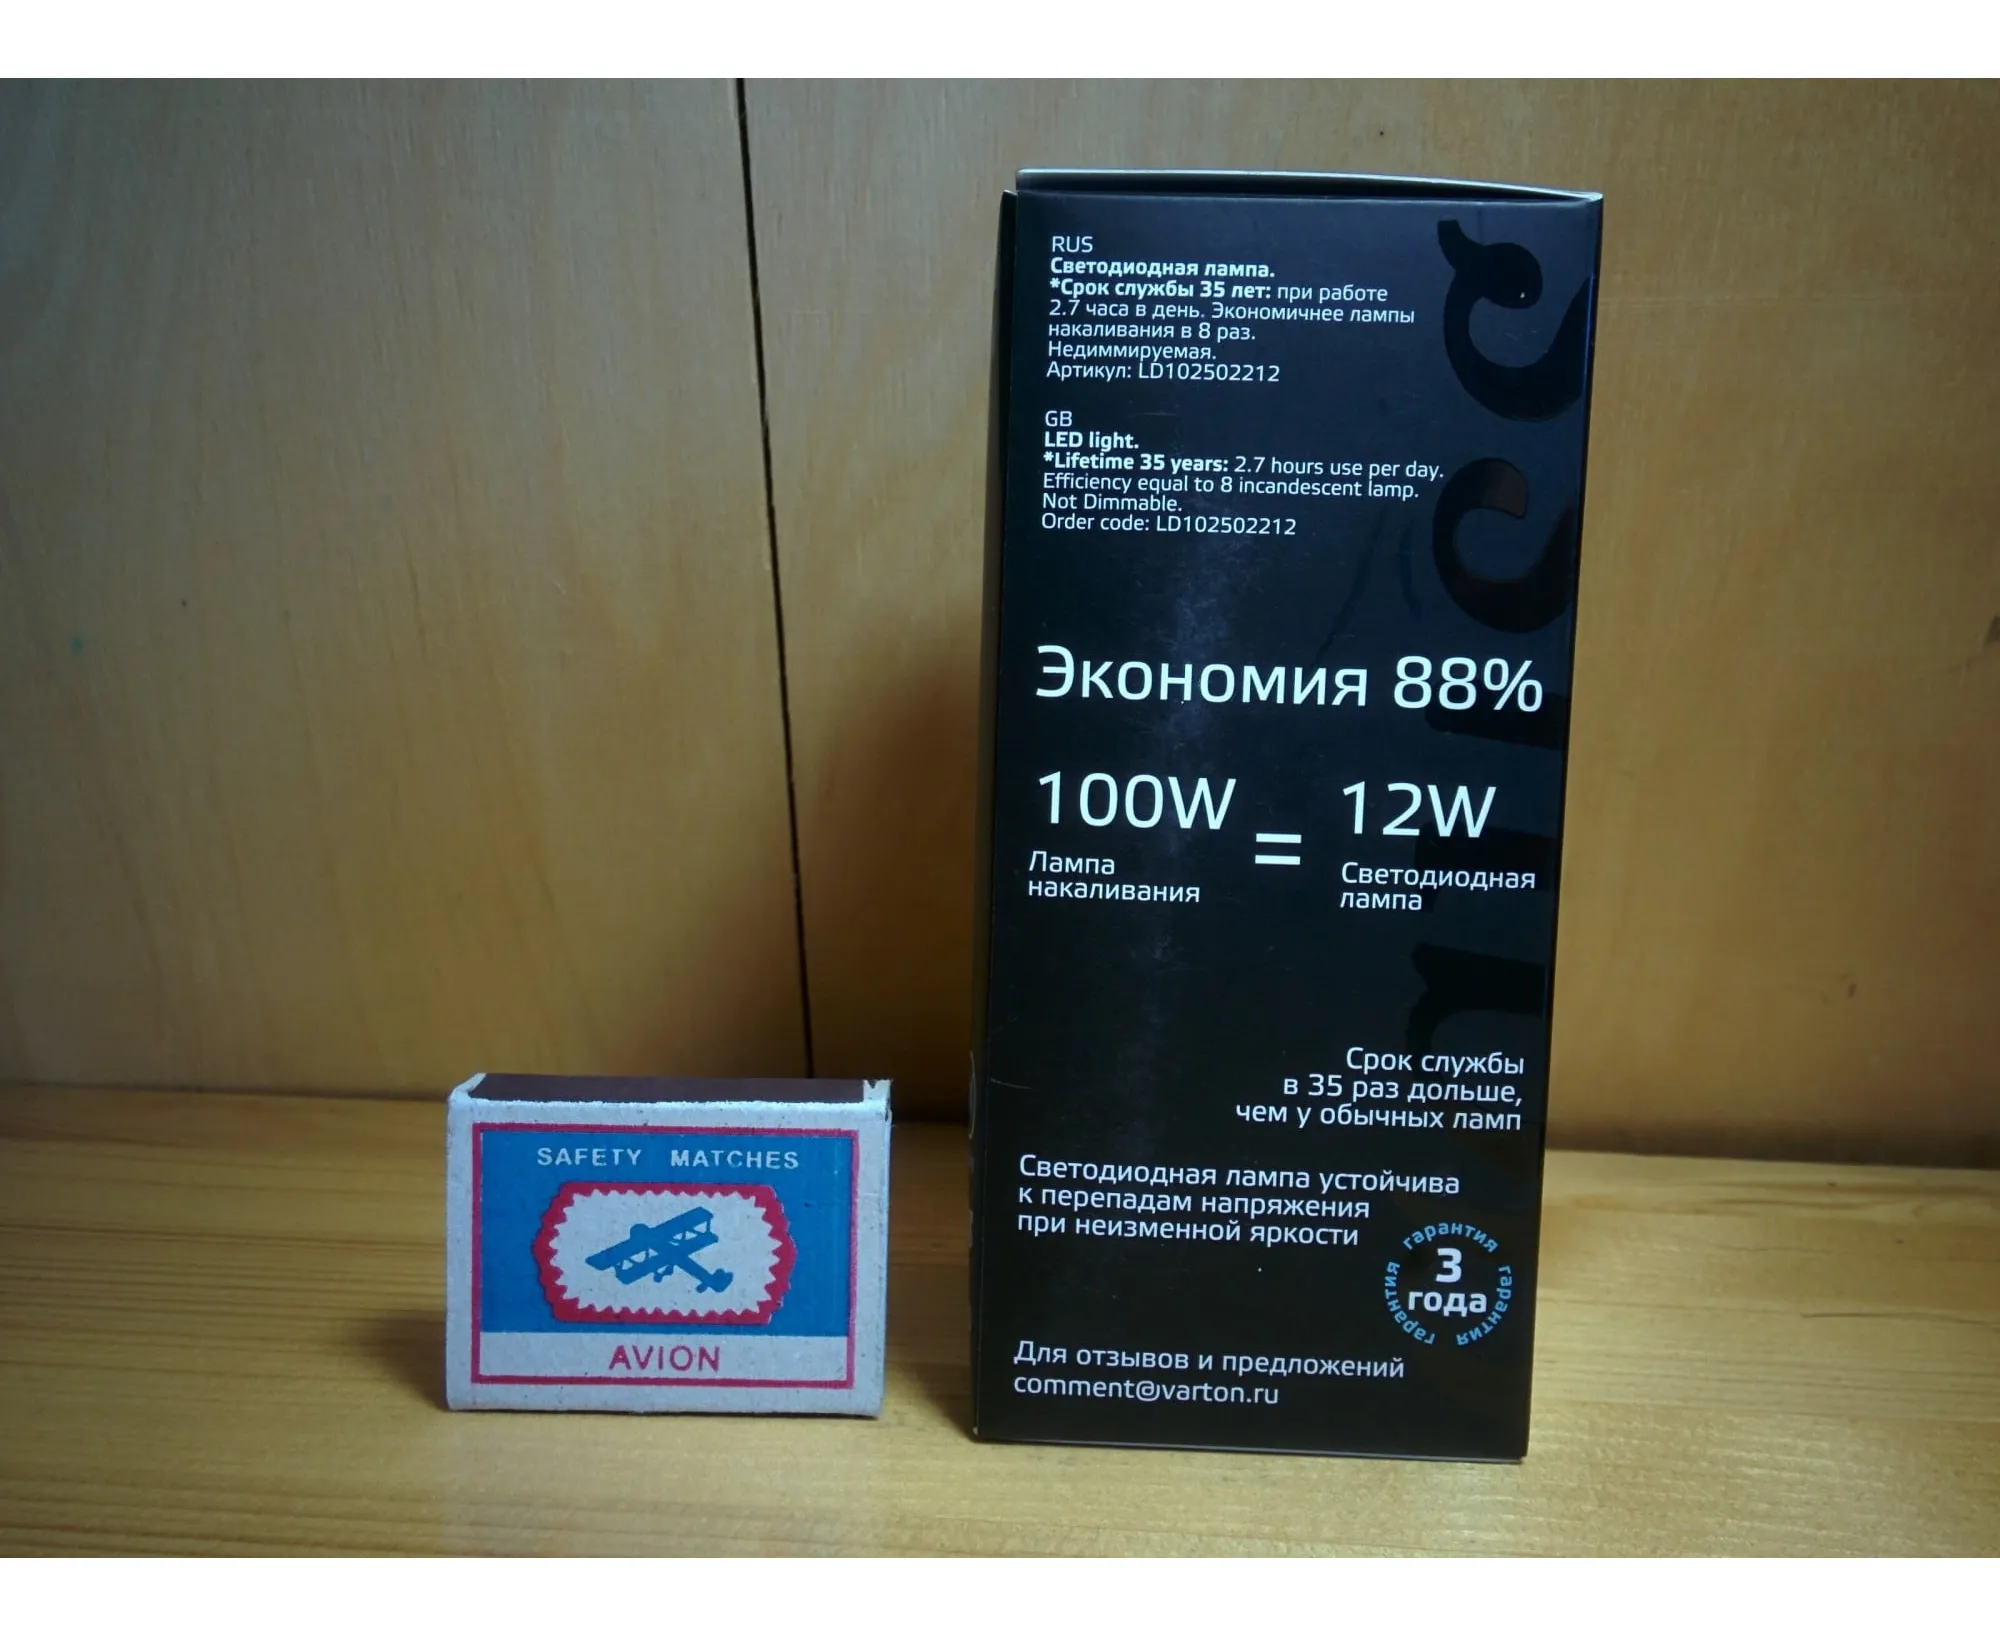 RUS
Светодиодная лампа.
*Срок службы 35 лет: при работе
2.7 часа в день. Экономичнее лампы
накаливания в 8 раз.
Недиммируемая.
Артикул: LD102502212
GB
LED light.
*Lifetime 35 years: 2.7 hours use per day.
Efficiency equal to 8 incandescent lamp.
Not Dimmable.
Order code: LD102502212
Экономия 88%
100W = 12W
Лампа
накаливания
Светодиодная
лампа
Срок службы
в 35 раз дольше,
чем у обычных ламп
Светодиодная лампа устойчива
к перепадам напряжения
при неизменной яркости
гарантия гарантия гарантия гарантия
3
года
Для отзывов и предложений
comment@varton.ru
SAFETY MATCHES
AVION